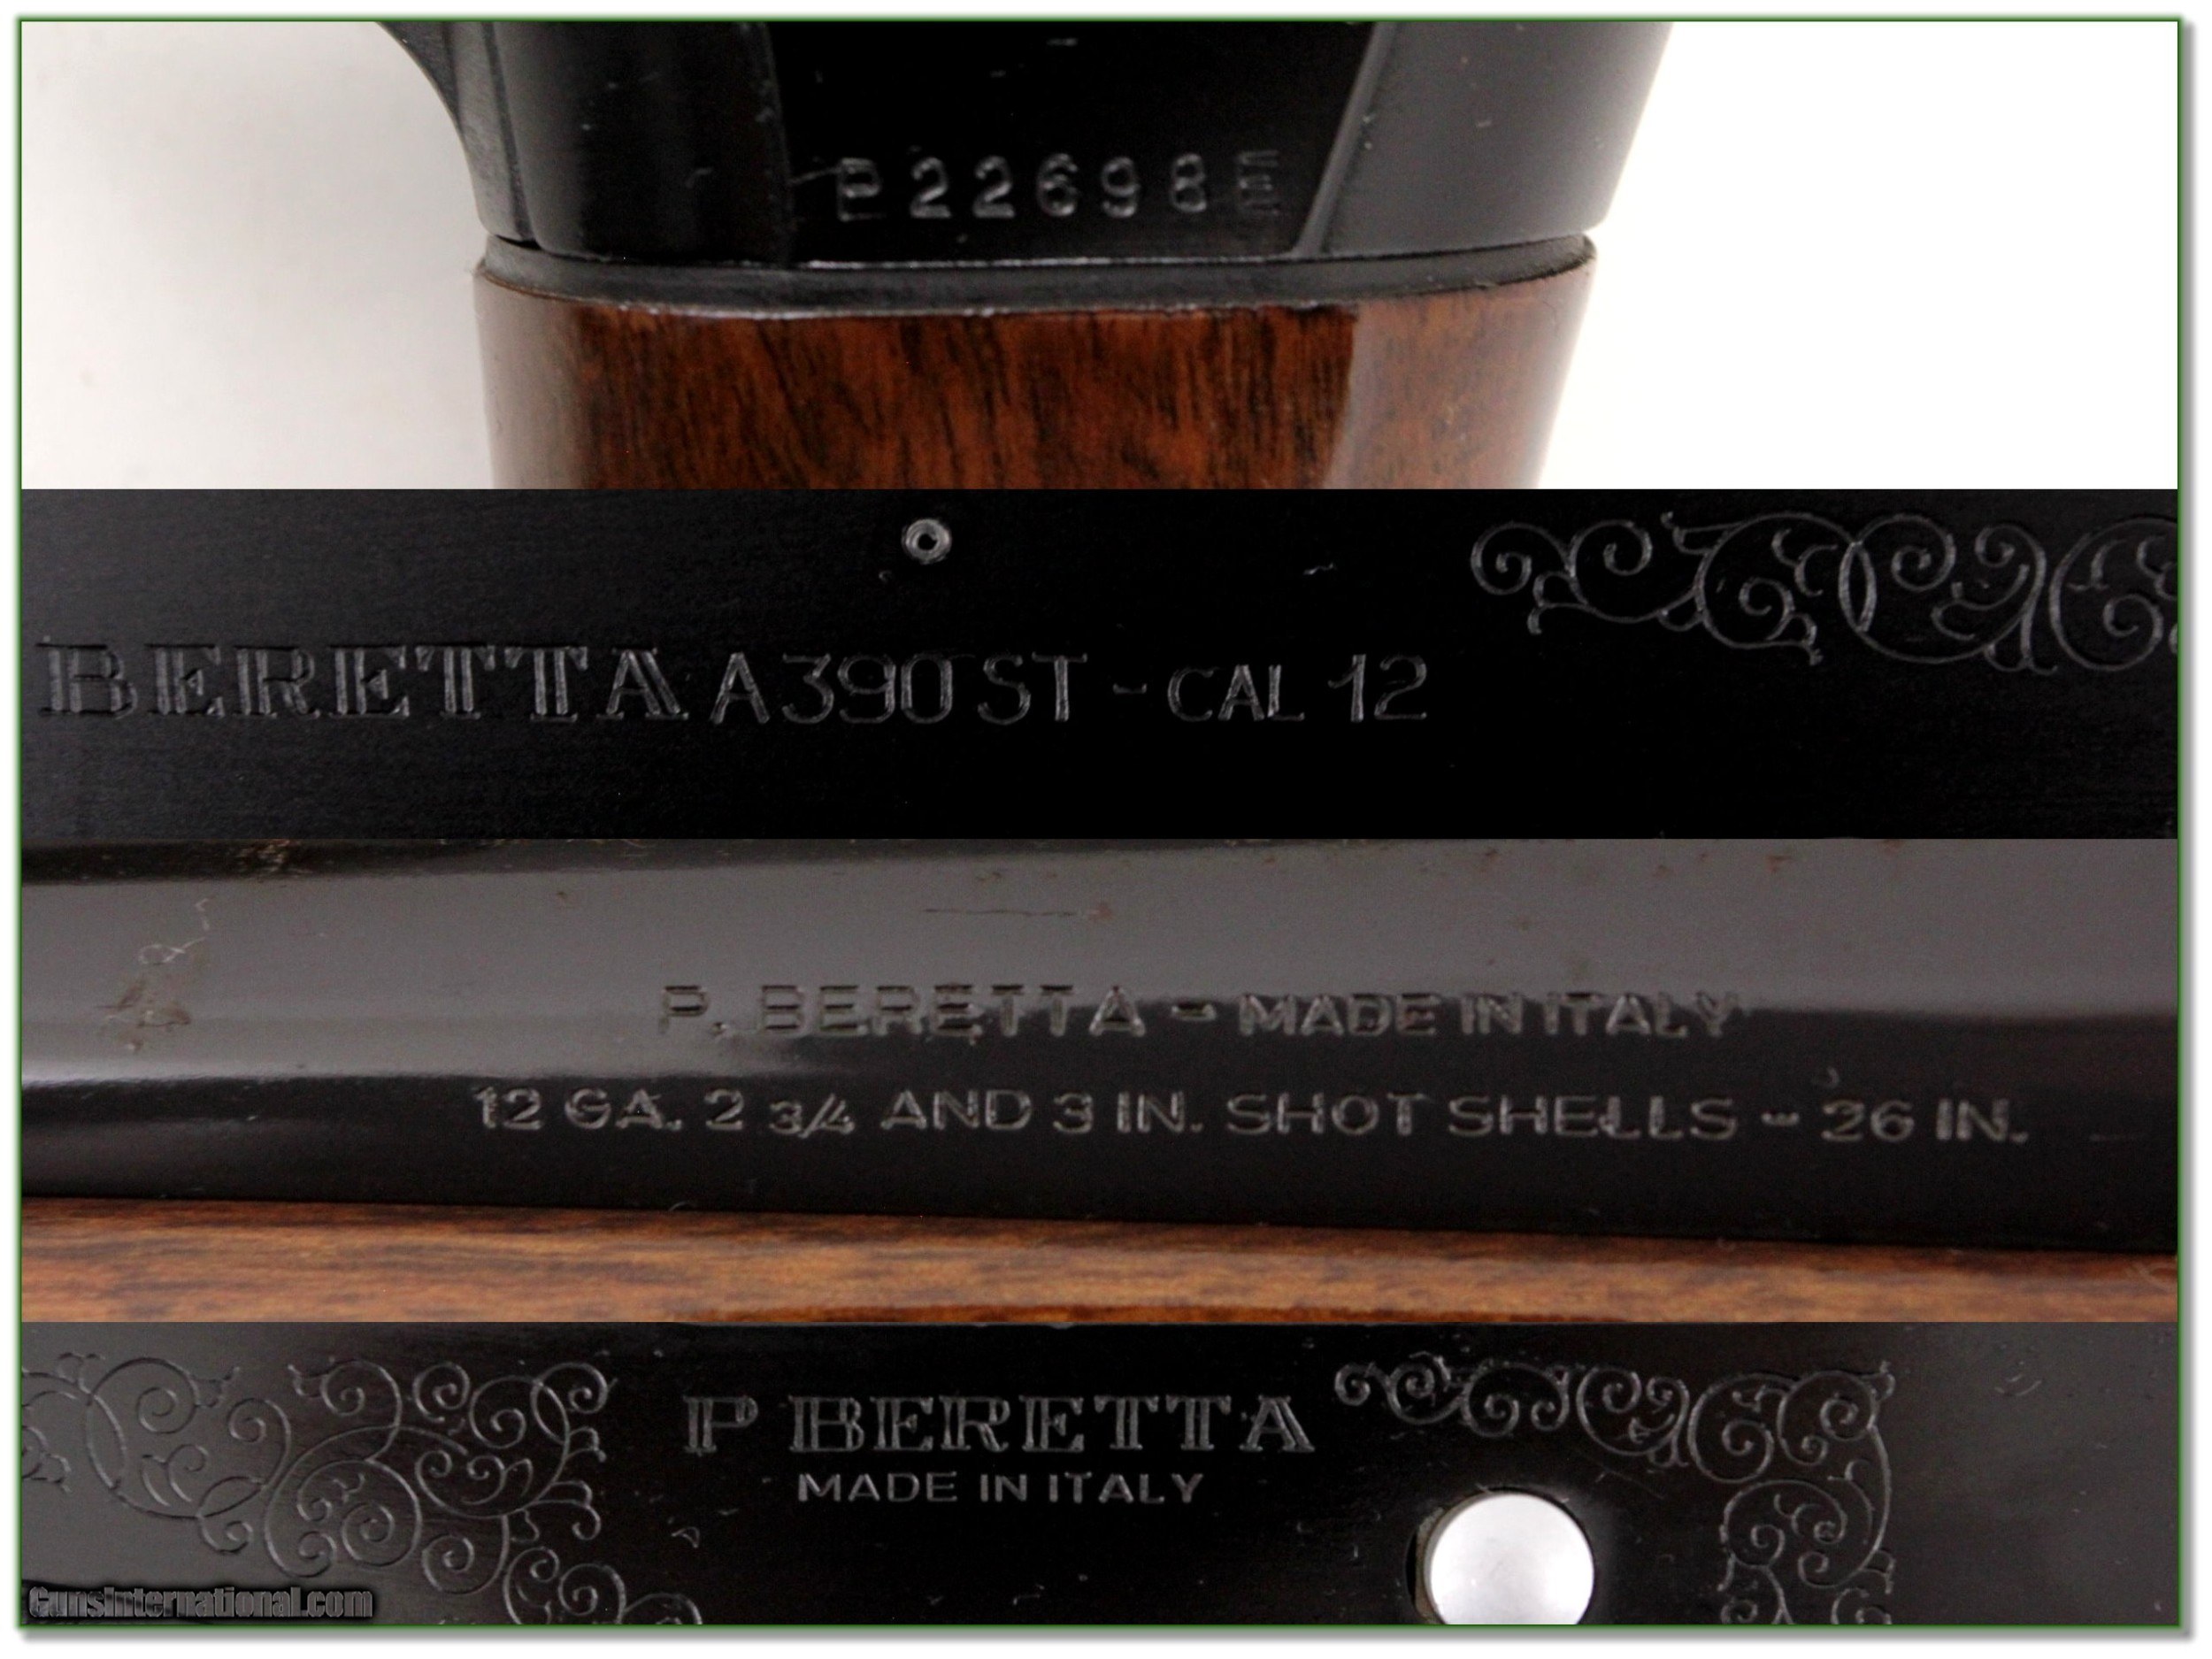 P22698E
BERETTA A390 ST - CAL 12
P. BERETTA - MADE IN ITALY
12 GA. 2 3/4 AND 3 IN. SHOT SHELLS - 26 IN.
P BERETTA
MADE IN ITALY
GunsInternational.com